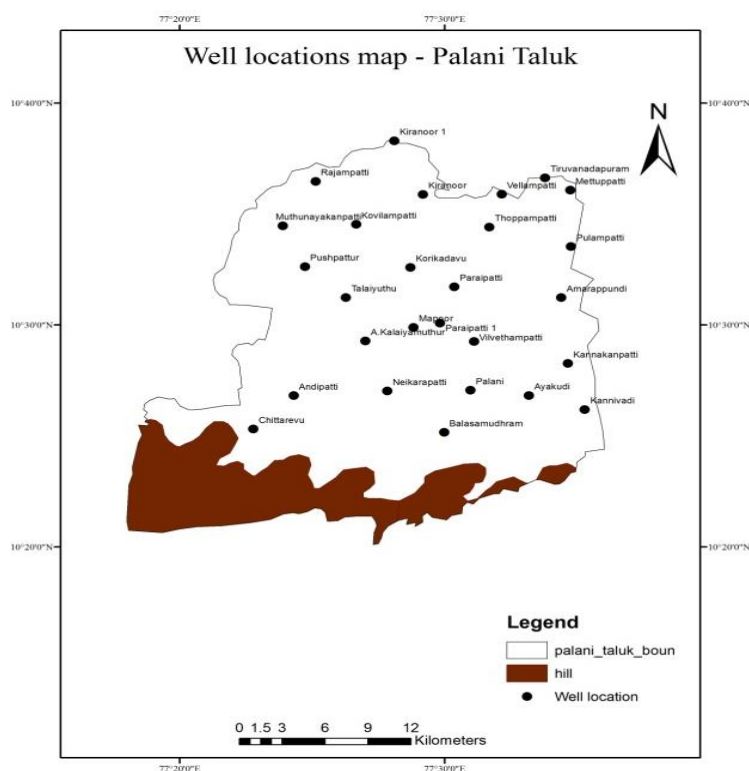 77°20'0"E 77°30'0"E
Well locations map - Palani Taluk
10°40'0"N 10°40'0"N
N
Kiranoor 1
Tiruvanadapuram
Rajampatti
Kiranoor
Vellampatti
Mettuppatti
Muthunayakanpatti
Kovilampatti
Thoppampatti
Pulampatti
Pushpattur
Korikadavu
Paraipatti
Talaiyuthu
Amarappundi
Manoor
10°30'0"N 10°30'0"N
Paraipatti 1
A.Kalaiyamuthur
Vilvethampatti
Kannakanpatti
Andipatti
Neikarapatti
Palani
Ayakudi
Kannivadi
Chittarevu
Balasamudhram
10°20'0"N 10°20'0"N
Legend
palani_taluk_boun
hill
Well location
0 1.5 3 6 9 12
Kilometers
77°20'0"E 77°30'0"E